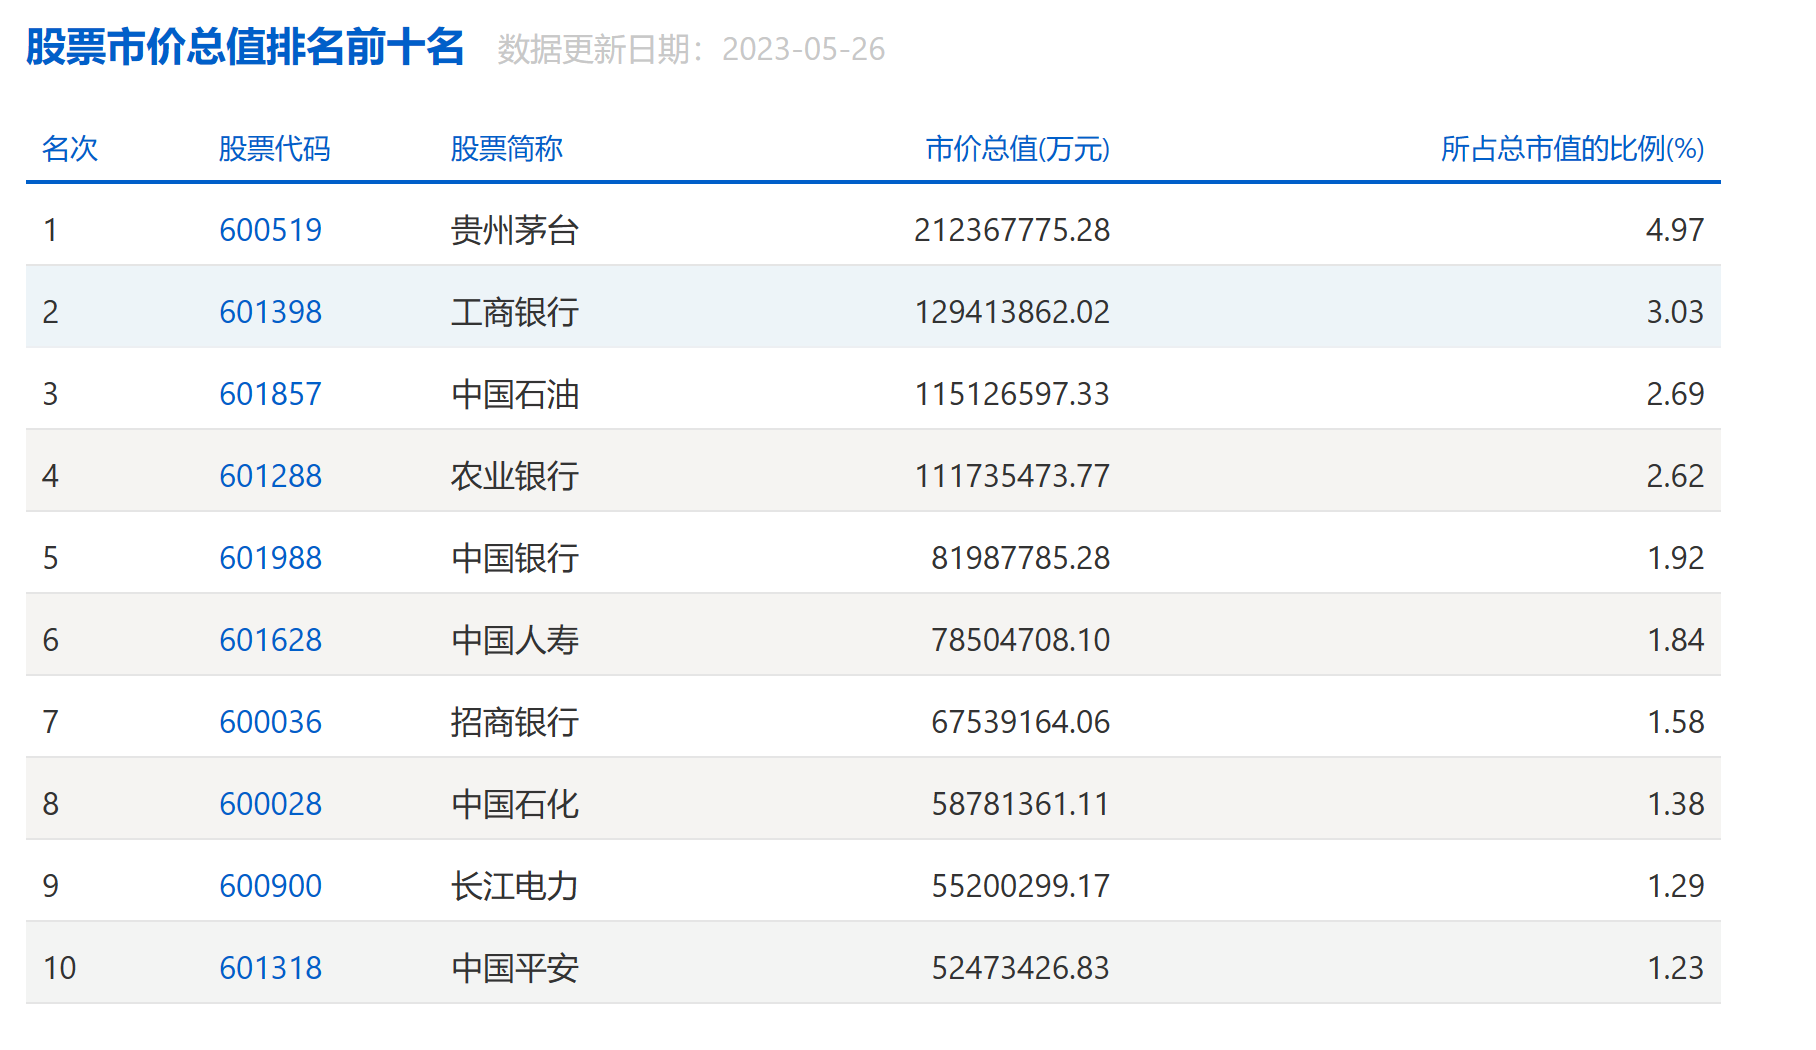 股票市价总值排名前十名 数据更新日期：2023-05-26
名次 股票代码 股票简称 市价总值(万元) 所占总市值的比例(%)
1 600519 贵州茅台 212367775.28 4.97
2 601398 工商银行 129413862.02 3.03
3 601857 中国石油 115126597.33 2.69
4 601288 农业银行 111735473.77 2.62
5 601988 中国银行 81987785.28 1.92
6 601628 中国人寿 78504708.10 1.84
7 600036 招商银行 67539164.06 1.58
8 600028 中国石化 58781361.11 1.38
9 600900 长江电力 55200299.17 1.29
10 601318 中国平安 52473426.83 1.23